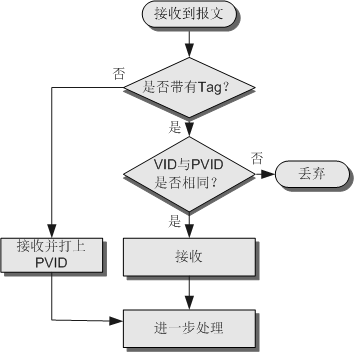 接收到报文
否
是否带有Tag？
是
VID与PVID
是否相同？
否
丢弃
是
接收并打上
PVID
接收
进一步处理